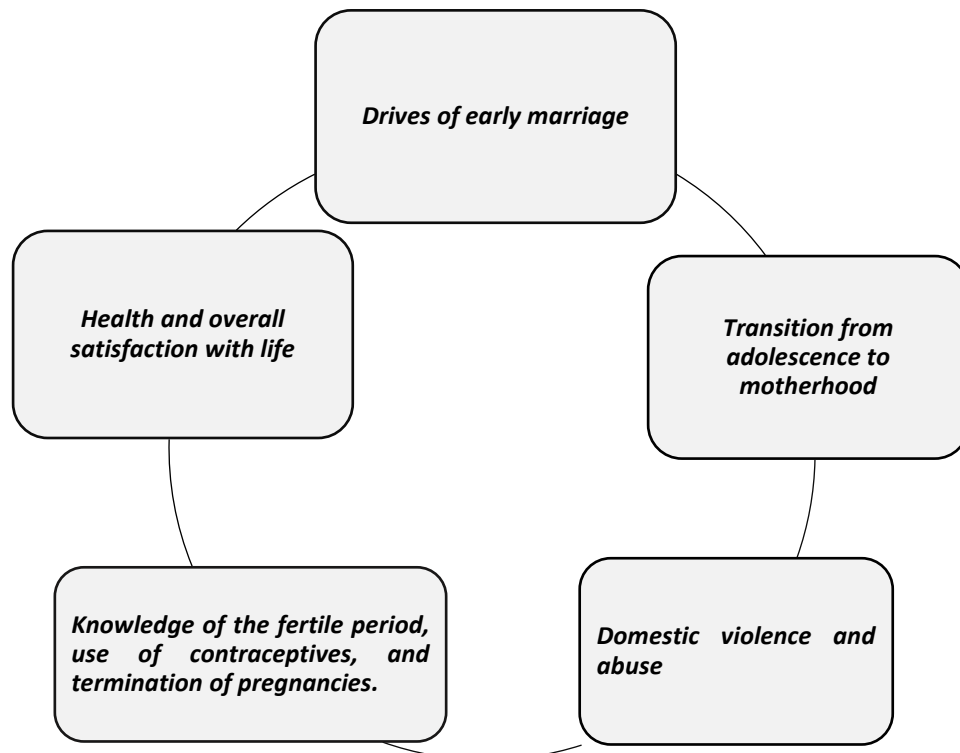 Drives of early marriage
Health and overall
satisfaction with life
Transition from
adolescence to
motherhood
Knowledge of the fertile period,
use of contraceptives, and
termination of pregnancies.
Domestic violence and
abuse